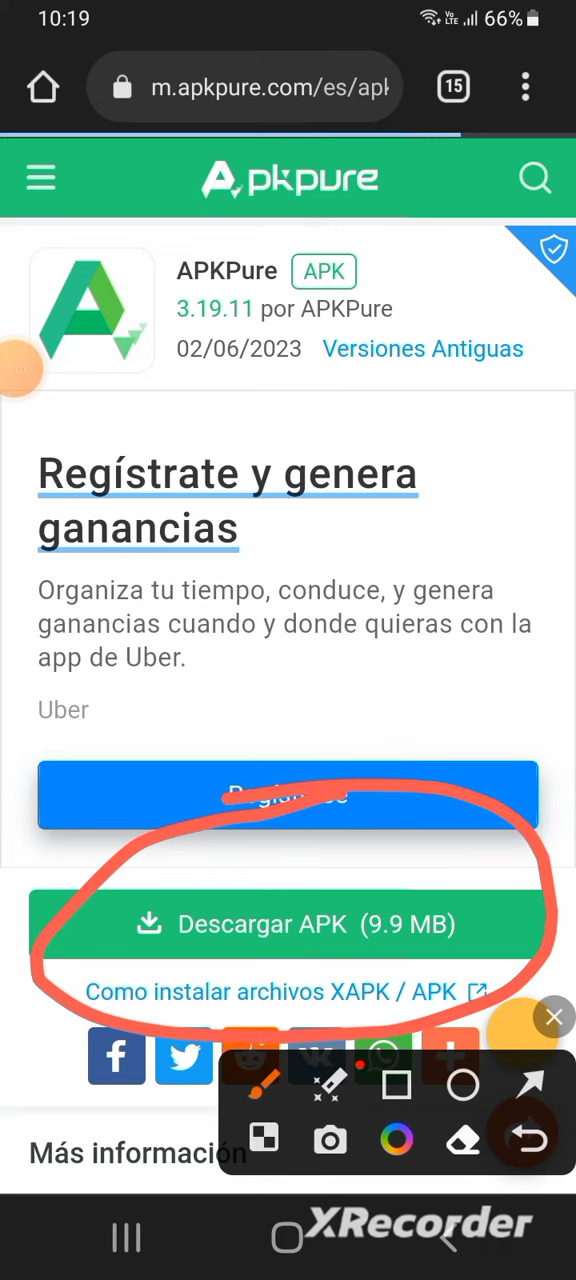 10:19
Vo
LTE
66%
m.apkpure.com/es/apk
15
Apkpure
APKPure
APK
3.19.11 por APKPure
02/06/2023 Versiones Antiguas
Regístrate y genera
ganancias
Organiza tu tiempo, conduce, y genera
ganancias cuando y donde quieras con la
app de Uber.
Uber
Descargar APK (9.9 MB)
Como instalar archivos XAPK / APK
Más información
XRecorder